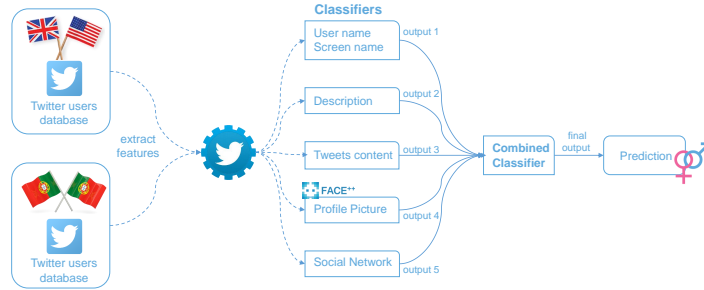 Classifiers
User name
Screen name
output 1
Description
output 2
Tweets content
output 3
FACE++
Profile Picture
output 4
Social Network
output 5
Twitter users
database
Twitter users
database
extract
features
Combined
Classifier
final
output
Prediction